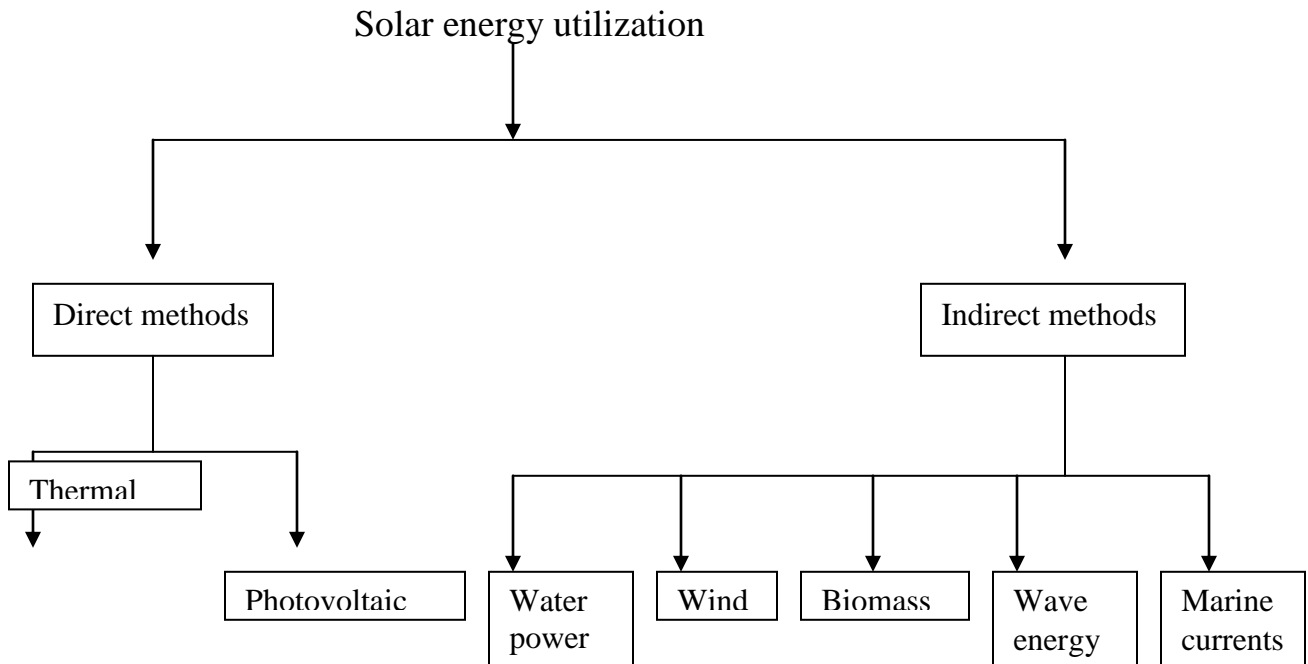 Solar energy utilization
Direct methods
Indirect methods
Thermal
Photovoltaic
Water
power
Wind
Biomass
Wave
energy
Marine
currents